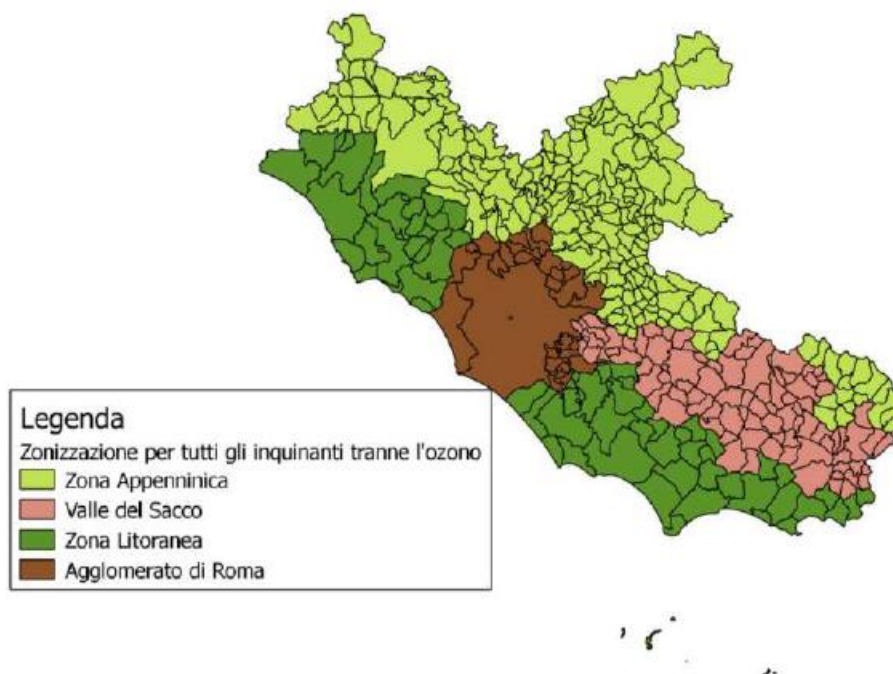 Legenda
Zonizzazione per tutti gli inquinanti tranne l'ozono
Zona Appenninica
Valle del Sacco
Zona Litoranea
Agglomerato di Roma